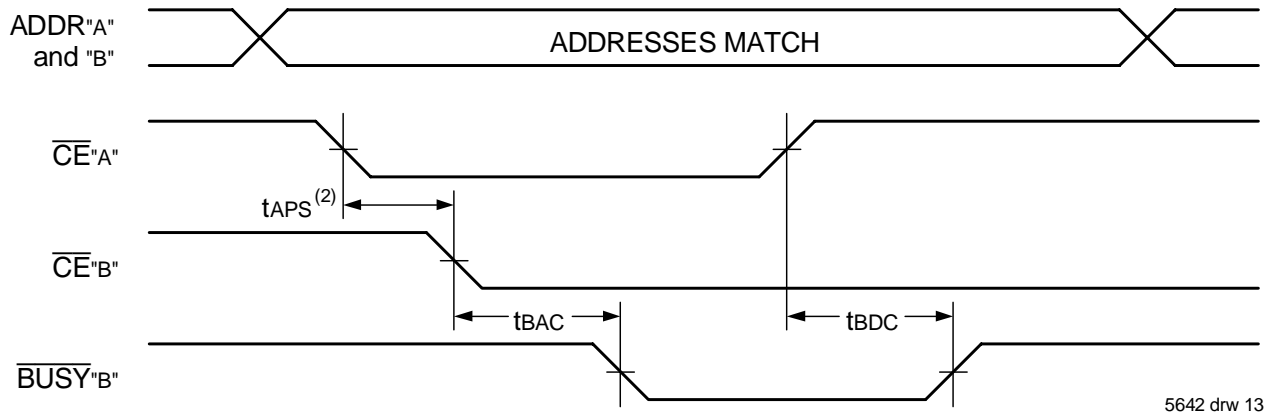 ADDR"A"
and "B"
ADDRESSES MATCH
CE"A"
tAPS(2)
CE"B"
tBAC
tBDC
BUSY"B"
5642 drw 13